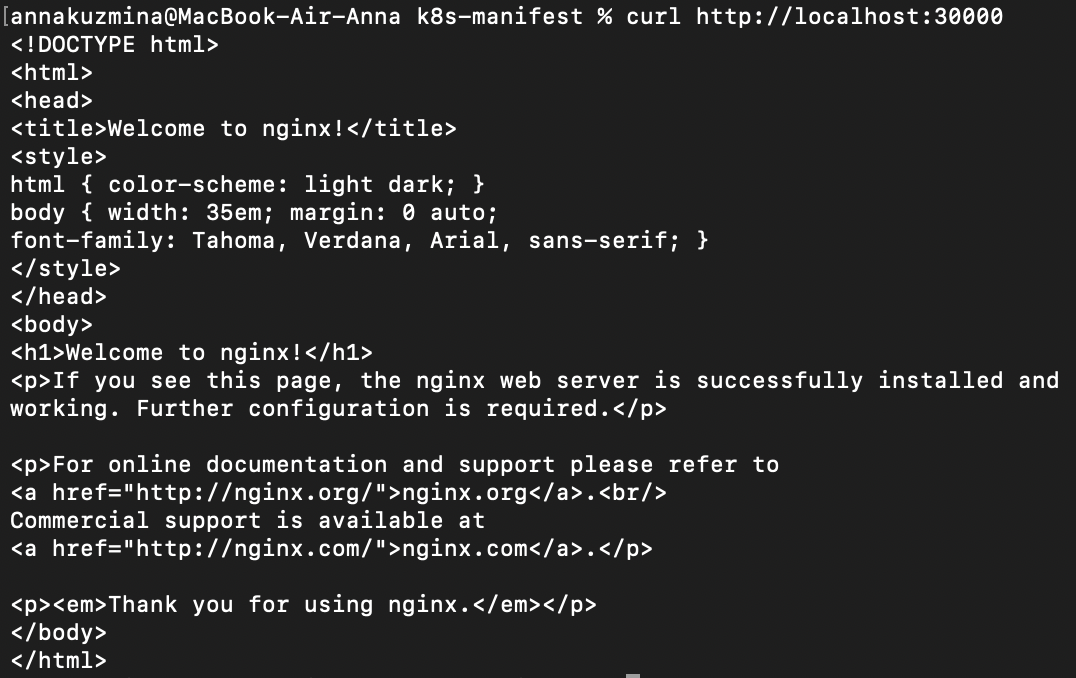 [annakuzmina@MacBook-Air-Anna k8s-manifest % curl http://localhost:30000
<!DOCTYPE html>
<html>
<head>
<title>Welcome to nginx!</title>
<style>
html { color-scheme: light dark; }
body { width: 35em; margin: 0 auto;
font-family: Tahoma, Verdana, Arial, sans-serif; }
</style>
</head>
<body>
<h1>Welcome to nginx!</h1>
<p>If you see this page, the nginx web server is successfully installed and
working. Further configuration is required.</p>

<p>For online documentation and support please refer to
<a href="http://nginx.org/">nginx.org</a>.<br/>
Commercial support is available at
<a href="http://nginx.com/">nginx.com</a>.</p>

<p><em>Thank you for using nginx.</em></p>
</body>
</html>